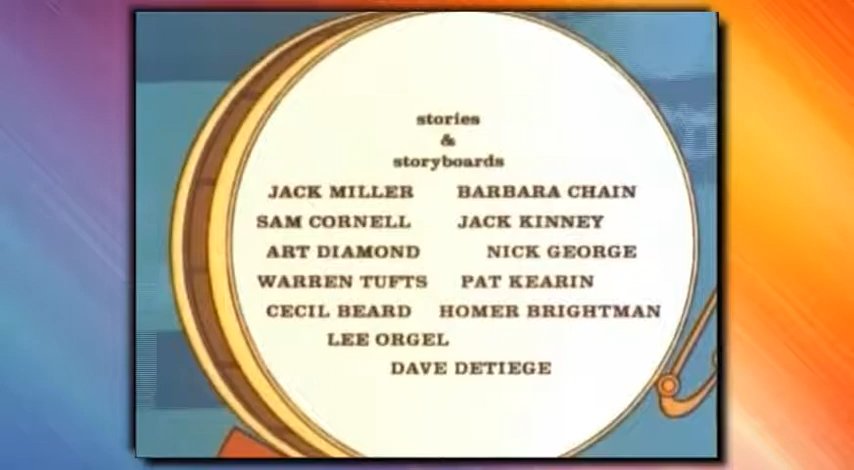 stories
&
storyboards
JACK MILLER BARBARA CHAIN
SAM CORNELL JACK KINNEY
ART DIAMOND NICK GEORGE
WARREN TUFTS PAT KEARIN
CECIL BEARD HOMER BRIGHTMAN
LEE ORGEL
DAVE DETIEGE